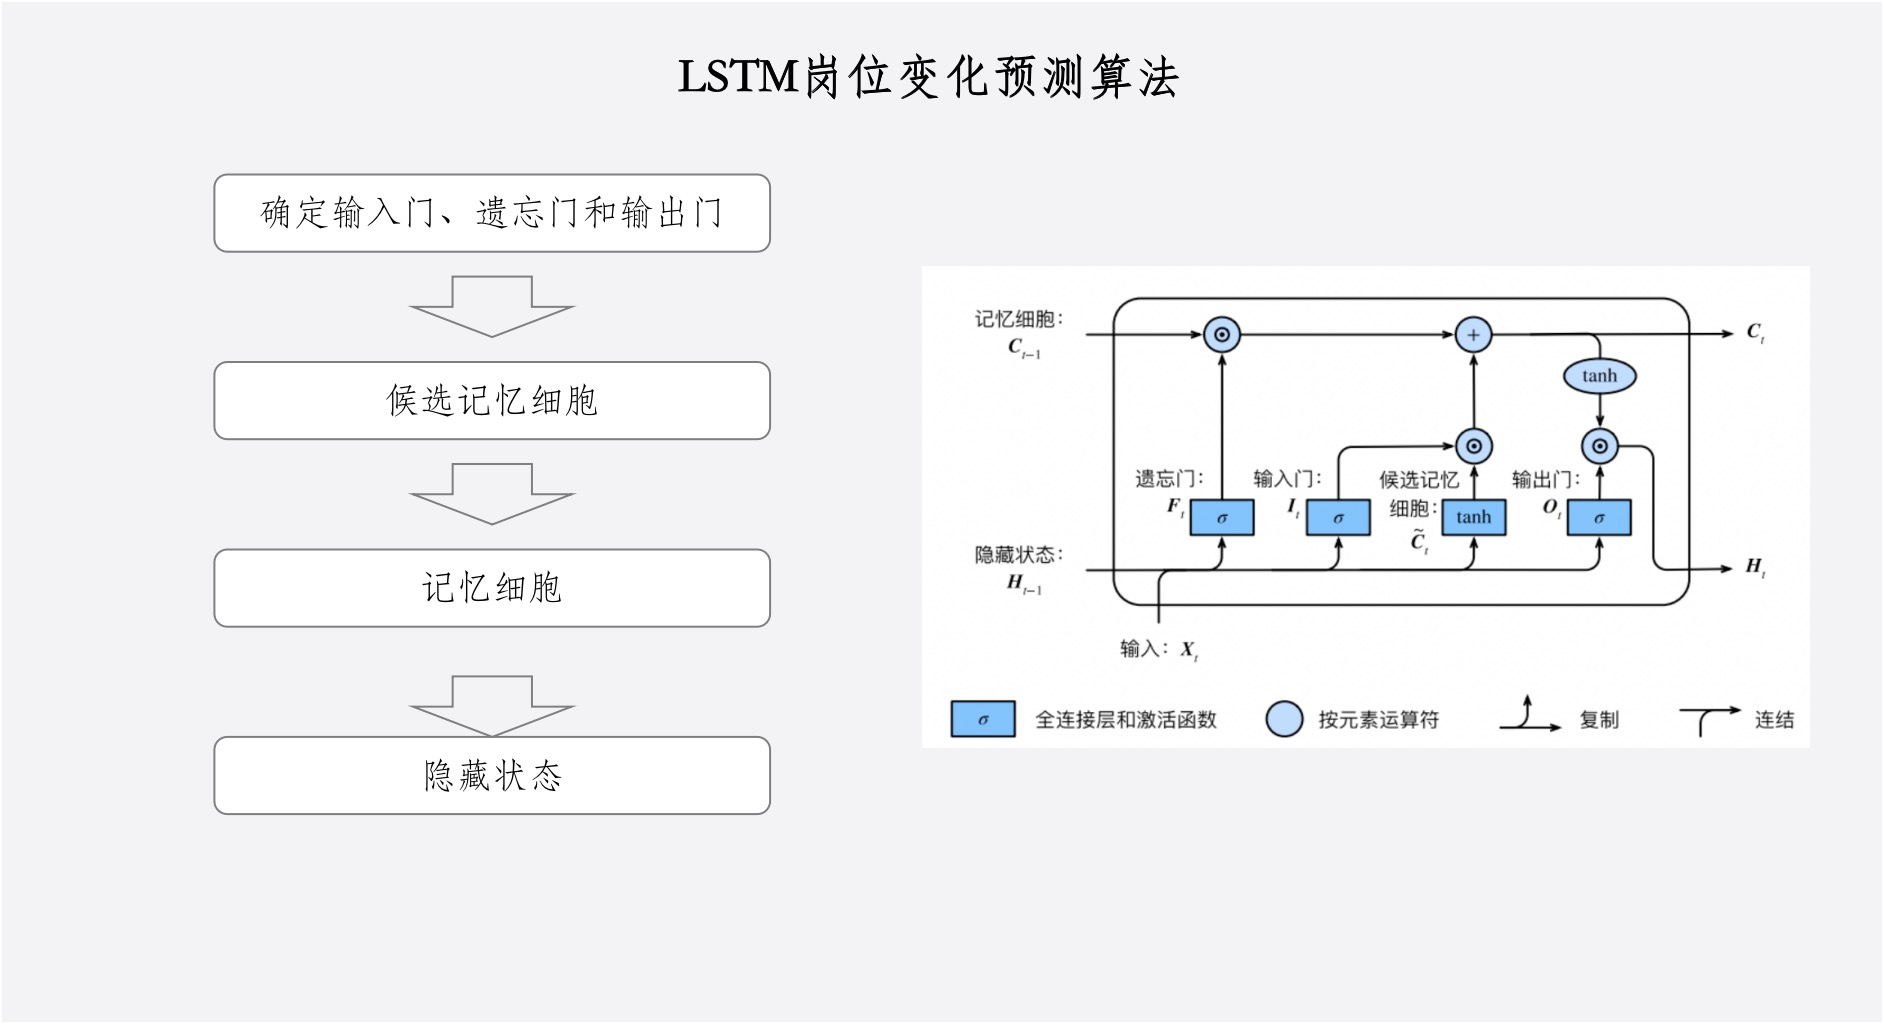 LSTM岗位变化预测算法
确定输入门、遗忘门和输出门
候选记忆细胞
记忆细胞
隐藏状态
记忆细胞：
C_{t-1}
⊙
+
C_t
tanh
⊙
⊙
遗忘门：
F_t
σ
输入门：
I_t
σ
候选记忆
细胞：
C̃_t
tanh
输出门：
O_t
σ
隐藏状态：
H_{t-1}
H_t
输入：X_t
σ 全连接层和激活函数 按元素运算符 复制 连结